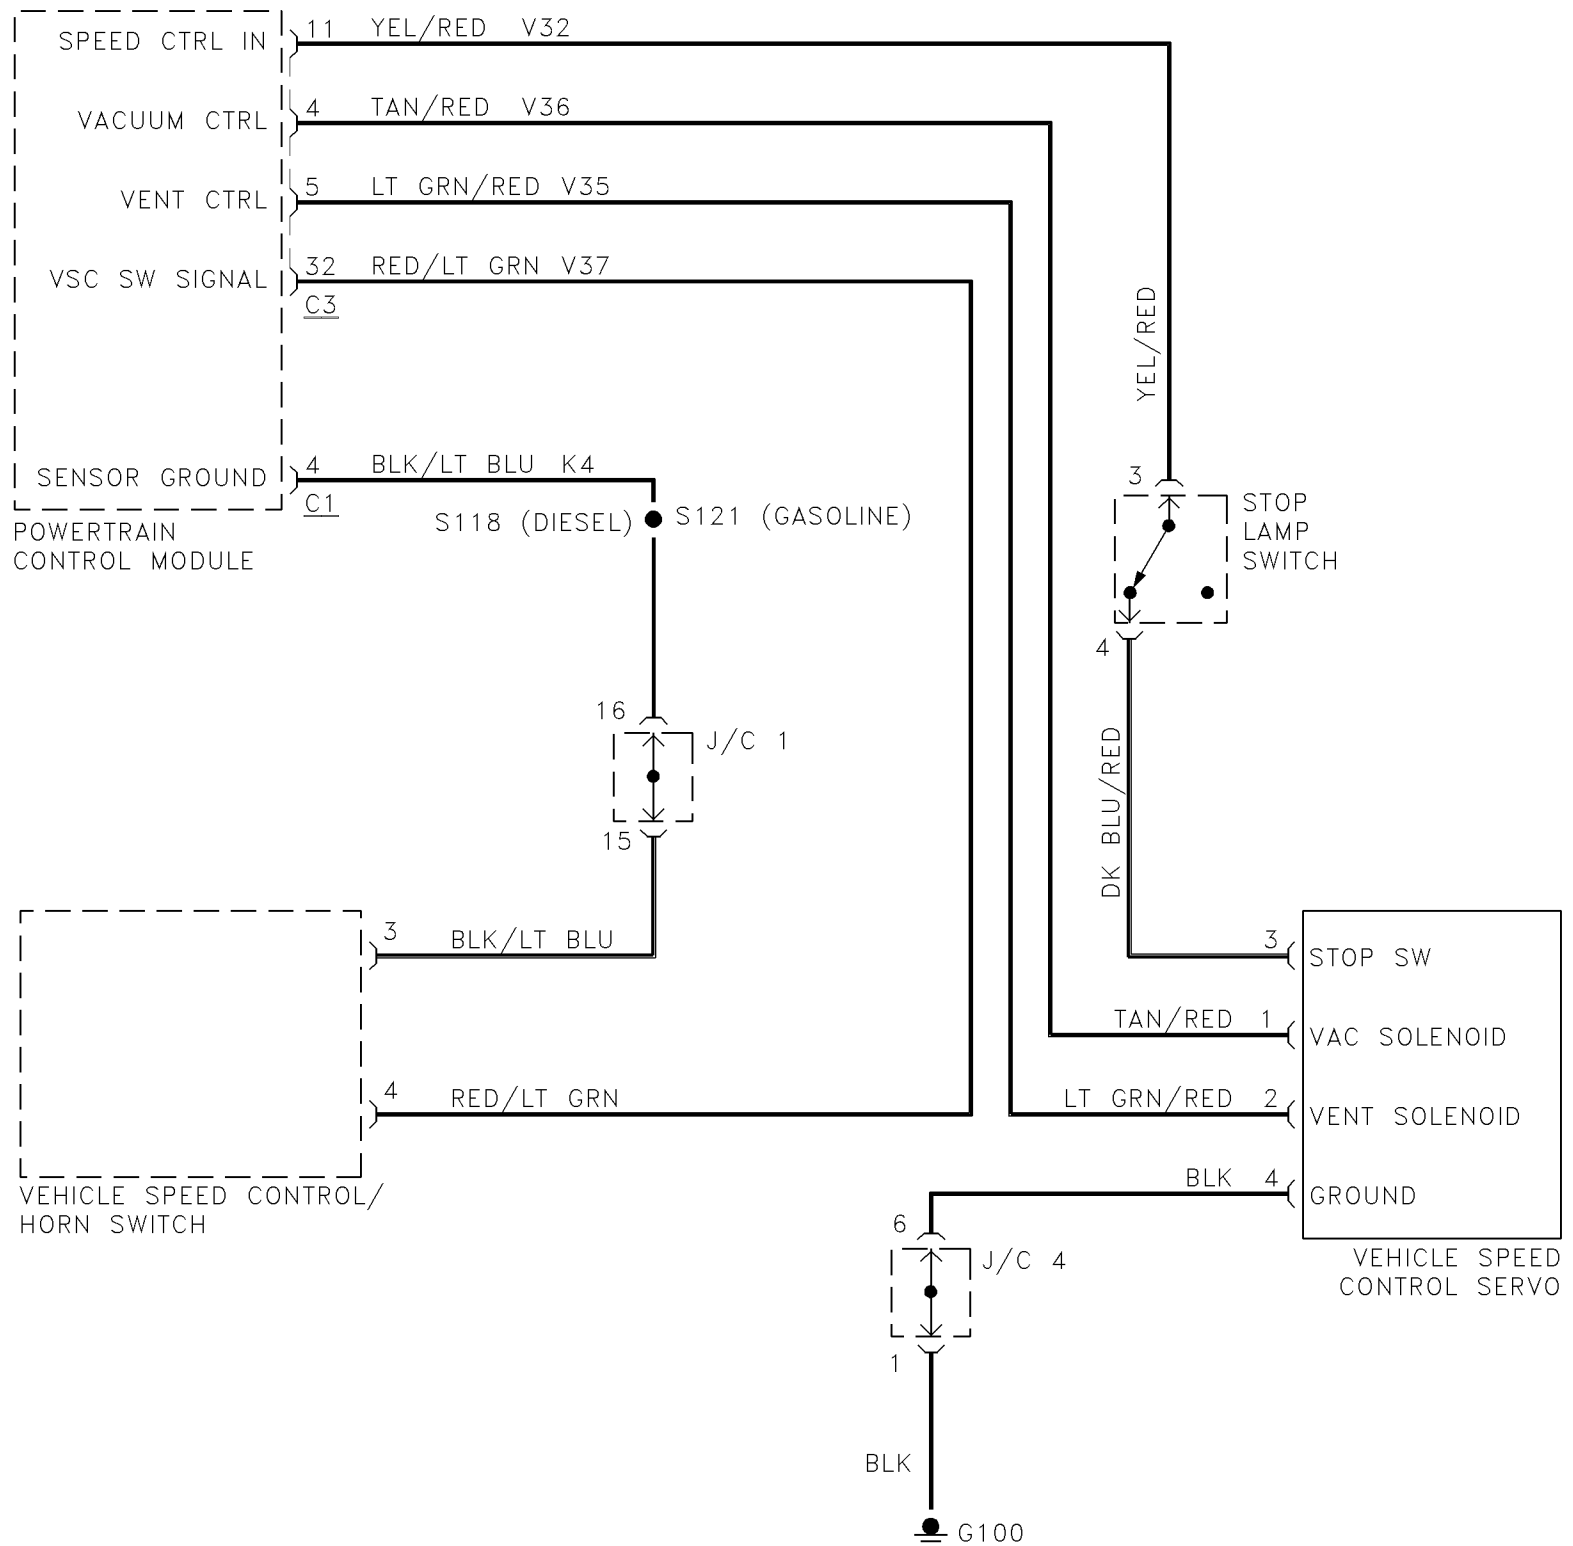 SPEED CTRL IN
11 YEL/RED V32
VACUUM CTRL
4 TAN/RED V36
VENT CTRL
5 LT GRN/RED V35
VSC SW SIGNAL
32 RED/LT GRN V37
C3
SENSOR GROUND
4 BLK/LT BLU K4
C1
POWERTRAIN
CONTROL MODULE
S118 (DIESEL)
S121 (GASOLINE)
YEL/RED
3
STOP
LAMP
SWITCH
4
16
J/C 1
15
DK BLU/RED
3
BLK/LT BLU
4
RED/LT GRN
VEHICLE SPEED CONTROL/
HORN SWITCH
3
STOP SW
TAN/RED 1
VAC SOLENOID
LT GRN/RED 2
VENT SOLENOID
BLK 4
GROUND
VEHICLE SPEED
CONTROL SERVO
6
J/C 4
1
BLK
G100